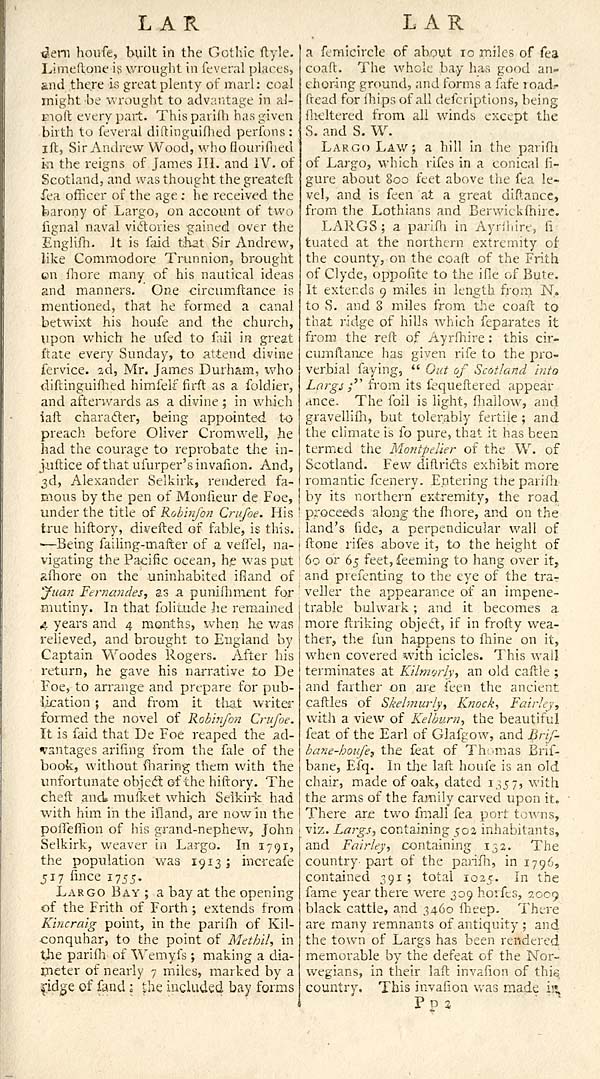 LAR
LAR
dern houſe, built in the Gothic ſtyle.
Limeſtone is wrought in ſeveral places,
and there is great plenty of marl: coal
might be wrought to advantage in al-
moſt every part. This pariſh has given
birth to ſeveral diſtinguiſhed perſons:
1ſt, Sir Andrew Wood, who flouriſhed
in the reigns of James III. and IV. of
Scotland, and was thought the greateſt
ſea officer of the age: he received the
barony of Largo, on account of two
ſignal naval victories gained over the
Engliſh. It is ſaid that Sir Andrew,
like Commodore Trunnion, brought
on ſhore many of his nautical ideas
and manners. One circumſtance is
mentioned, that he formed a canal
betwixt his houſe and the church,
upon which he uſed to ſail in great
ſtate every Sunday, to attend divine
ſervice. 2d, Mr. James Durham, who
diſtinguiſhed himſelf firſt as a ſoldier,
and afterwards as a divine; in which
laſt character, being appointed to
preach before Oliver Cromwell, he
had the courage to reprobate the in-
juſtice of that uſurper's invaſion. And,
3d, Alexander Selkirk, rendered fa-
mous by the pen of Monſieur de Foe,
under the title of Robinſon Cruſoe. His
true hiſtory, diveſted of fable, is this.
—Being ſailing-maſter of a veſſel, na-
vigating the Pacific ocean, he was put
aſhore on the uninhabited iſland of
Juan Fernandes, as a puniſhment for
mutiny. In that ſolitude he remained
4 years and 4 months, when he was
relieved, and brought to England by
Captain Woodes Rogers. After his
return, he gave his narrative to De
Foe, to arrange and prepare for pub-
lication; and from it that writer
formed the novel of Robinſon Cruſoe.
It is ſaid that De Foe reaped the ad-
vantages ariſing from the ſale of the
book, without ſharing them with the
unfortunate object of the hiſtory. The
cheſt and muſket which Selkirk had
with him in the iſland, are now in the
poſſeſſion of his grand-nephew, John
Selkirk, weaver in Largo. In 1791,
the population was 1913; increaſe
517 ſince 1755.
LARGO BAY; a bay at the opening
of the Frith of Forth; extends from
Kincraig point, in the pariſh of Kil-
conquhar, to the point of Methil, in
the pariſh of Wemyſs; making a dia-
meter of nearly 7 miles, marked by a
ridge of ſand: the included bay forms
a ſemicircle of about 10 miles of ſea
coaſt. The whole bay has good an-
choring ground, and forms a ſafe road-
ſtead for ſhips of all deſcriptions, being
ſheltered from all winds except the
S. and S. W.
LARGO LAW; a hill in the pariſh
of Largo, which riſes in a conical fi-
gure about 800 feet above the ſea le-
vel, and is ſeen at a great diſtance,
from the Lothians and Berwickſhire.
LARGS; a pariſh in Ayrſhire, ſi
tuated at the northern extremity of
the county, on the coaſt of the Frith
of Clyde, oppoſite to the iſle of Bute.
It extends 9 miles in length from N.
to S. and 8 miles from the coaſt to
that ridge of hills which ſeparates it
from the reſt of Ayrſhire: this cir-
cumſtance has given riſe to the pro-
verbial ſaying, "Out of Scotland into
Largs;" from its ſequeſtered appear
ance. The ſoil is light, ſhallow, and
gravelliſh, but tolerably fertile; and
the climate is ſo pure, that it has been
termed the Montpelier of the W. of
Scotland. Few diſtricts exhibit more
romantic ſcenery. Entering the pariſh
by its northern extremity, the road
proceeds along the ſhore, and on the
land's ſide, a perpendicular wall of
ſtone riſes above it, to the height of
60 or 65 feet, ſeeming to hang over it,
and preſenting to the eye of the tra-
veller the appearance of an impene-
trable bulwark; and it becomes a
more ſtriking object, if in froſty wea-
ther, the ſun happens to ſhine on it,
when covered with icicles. This wall
terminates at Kilmorly, an old caſtle;
and farther on are ſeen the ancient
caſtles of Skelmurly, Knock, Fairley,
with a view of Kelburn, the beautiful
ſeat of the Earl of Glaſgow, and Briſ-
bane-houſe, the ſeat of Thomas Briſ-
bane, Eſq. In the laſt houſe is an old
chair, made of oak, dated 1357, with
the arms of the family carved upon it.
There are two ſmall ſea port towns,
viz. Largs, containing 502 inhabitants,
and Fairley, containing 132. The
country part of the pariſh, in 1796,
contained 391; total 1025. In the
ſame year there were 309 horſes, 2009
black cattle, and 3460 ſheep. There
are many remnants of antiquity; and
the town of Largs has been rendered
memorable by the defeat of the Nor-
wegians, in their laſt invaſion of this
country. This invaſion was made in
P p 2